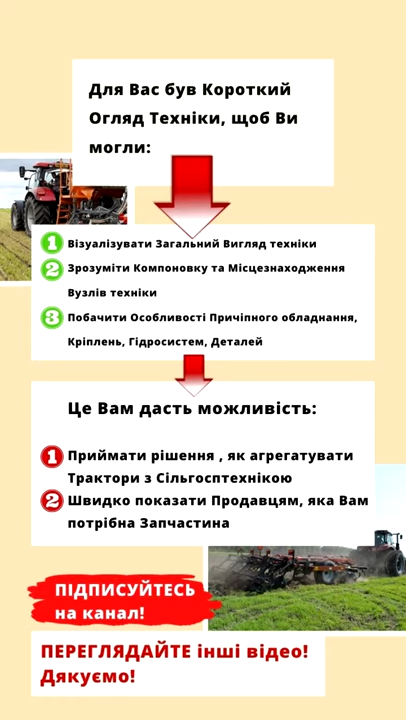 Для Вас був Короткий
Огляд Техніки, щоб Ви
могли:
1 Візуалізувати Загальний Вигляд техніки
2 Зрозуміти Компоновку та Місцезнаходження
Вузлів техніки
3 Побачити Особливості Причіпного обладнання,
Кріплень, Гідросистем, Деталей
Це Вам дасть можливість:
1 Приймати рішення , як агрегатувати
Трактори з Сільгосптехнікою
2 Швидко показати Продавцям, яка Вам
потрібна Запчастина
ПІДПИСУЙТЕСЬ
на канал!
ПЕРЕГЛЯДАЙТЕ інші відео!
Дякуємо!